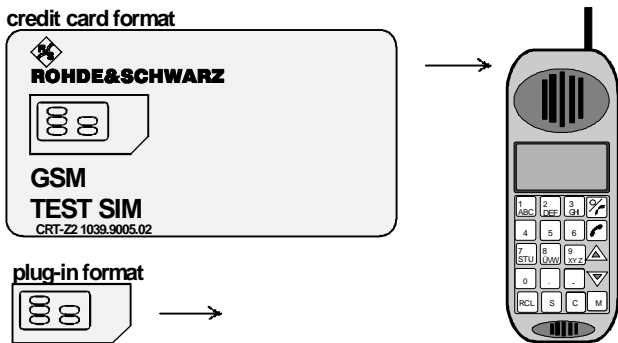 credit card format
R&S
ROHDE&SCHWARZ
GSM
TEST SIM
CRT-Z2 1039.9005.02
plug-in format
1 ABC
2 DEF
3 GHI
4
5
6
7 STU
8 ÜVW
9 XYZ
0
.
-
RCL
S
C
M